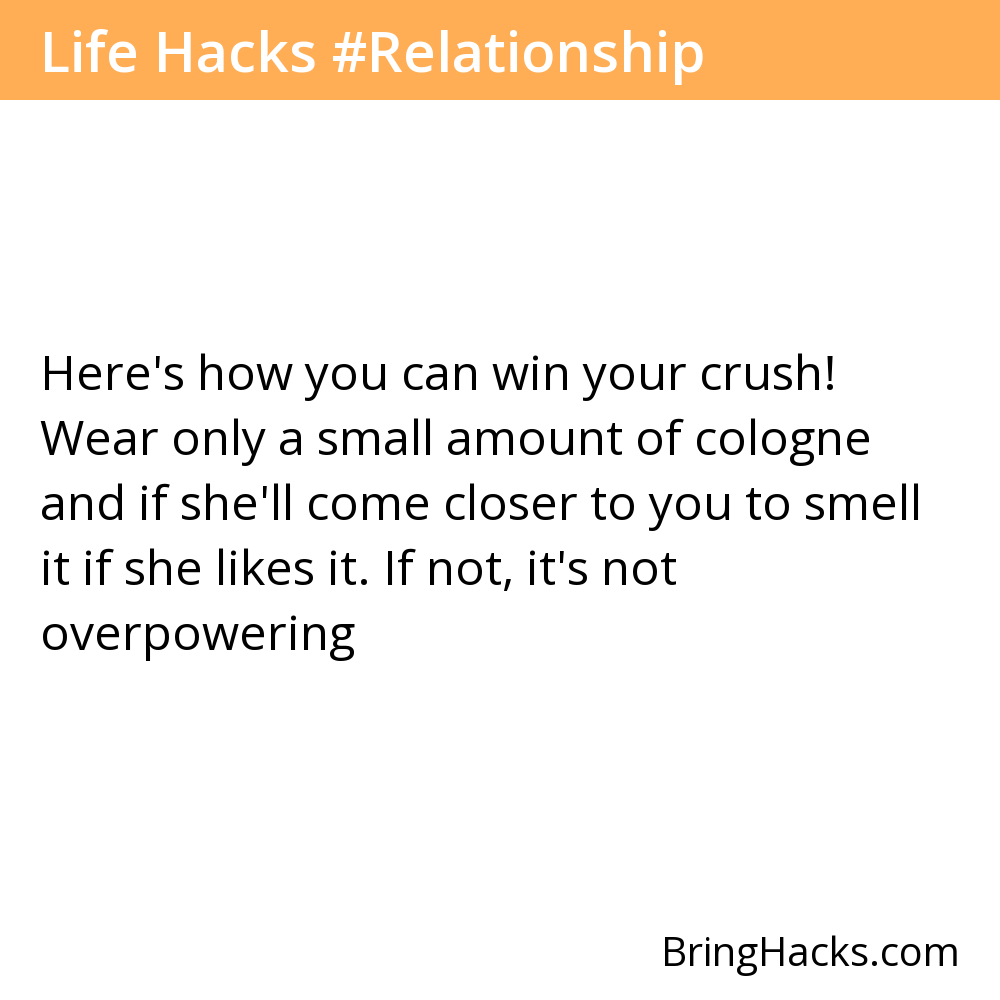 Life Hacks #Relationship
Here's how you can win your crush!
Wear only a small amount of cologne
and if she'll come closer to you to smell
it if she likes it. If not, it's not
overpowering
BringHacks.com